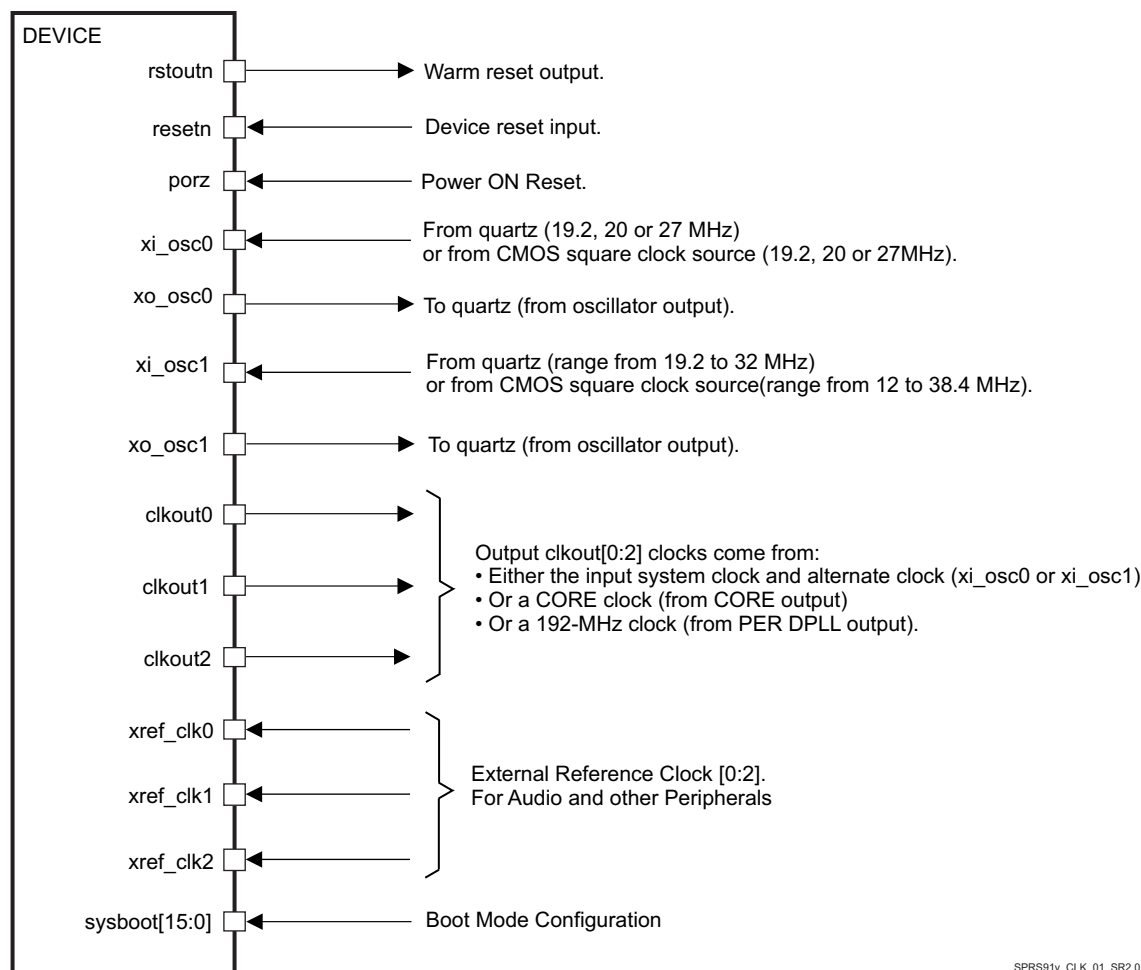 DEVICE
rstoutn
Warm reset output.
resetn
Device reset input.
porz
Power ON Reset.
xi_osc0
From quartz (19.2, 20 or 27 MHz)
or from CMOS square clock source (19.2, 20 or 27MHz).
xo_osc0
To quartz (from oscillator output).
xi_osc1
From quartz (range from 19.2 to 32 MHz)
or from CMOS square clock source(range from 12 to 38.4 MHz).
xo_osc1
To quartz (from oscillator output).
clkout0
clkout1
clkout2
Output clkout[0:2] clocks come from:
• Either the input system clock and alternate clock (xi_osc0 or xi_osc1)
• Or a CORE clock (from CORE output)
• Or a 192-MHz clock (from PER DPLL output).
xref_clk0
xref_clk1
xref_clk2
External Reference Clock [0:2].
For Audio and other Peripherals
sysboot[15:0]
Boot Mode Configuration
SPRS91v_CLK_01_SR2.0